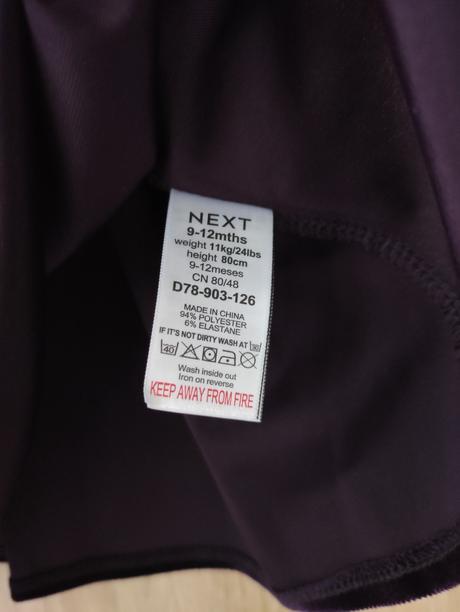 NEXT
9-12mths
weight 11kg/24lbs
height 80cm
9-12meses
CN 80/48
D78-903-126
MADE IN CHINA
94% POLYESTER
6% ELASTANE
IF IT'S NOT DIRTY WASH AT 30
40
Wash inside out
Iron on reverse
KEEP AWAY FROM FIRE